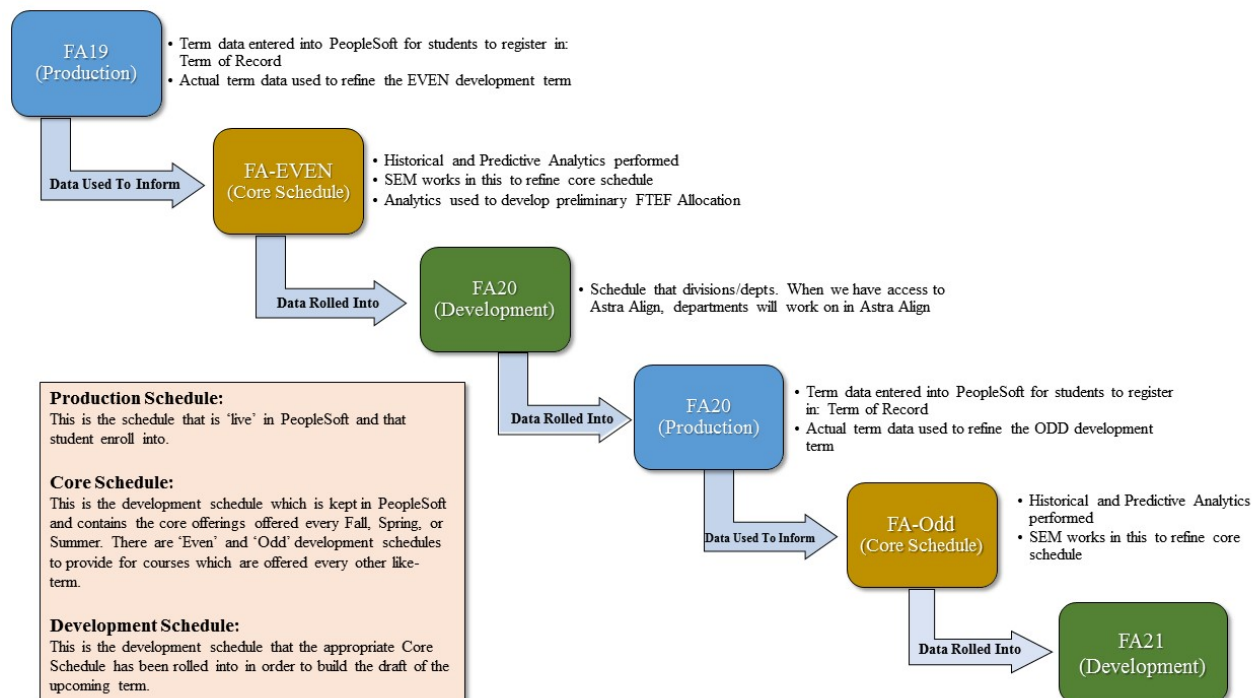 FA19
(Production)
• Term data entered into PeopleSoft for students to register in:
Term of Record
• Actual term data used to refine the EVEN development term
Data Used To Inform
FA-EVEN
(Core Schedule)
• Historical and Predictive Analytics performed
• SEM works in this to refine core schedule
• Analytics used to develop preliminary FTEF Allocation
Data Rolled Into
FA20
(Development)
• Schedule that divisions/depts. When we have access to
Astra Align, departments will work on in Astra Align
Data Rolled Into
FA20
(Production)
• Term data entered into PeopleSoft for students to register
in: Term of Record
• Actual term data used to refine the ODD development
term
Data Used To Inform
FA-Odd
(Core Schedule)
• Historical and Predictive Analytics
performed
• SEM works in this to refine core
schedule
Data Rolled Into
FA21
(Development)
Production Schedule:
This is the schedule that is ‘live’ in PeopleSoft and that
student enroll into.
Core Schedule:
This is the development schedule which is kept in PeopleSoft
and contains the core offerings offered every Fall, Spring, or
Summer. There are ‘Even’ and ‘Odd’ development schedules
to provide for courses which are offered every other like-
term.
Development Schedule:
This is the development schedule that the appropriate Core
Schedule has been rolled into in order to build the draft of the
upcoming term.